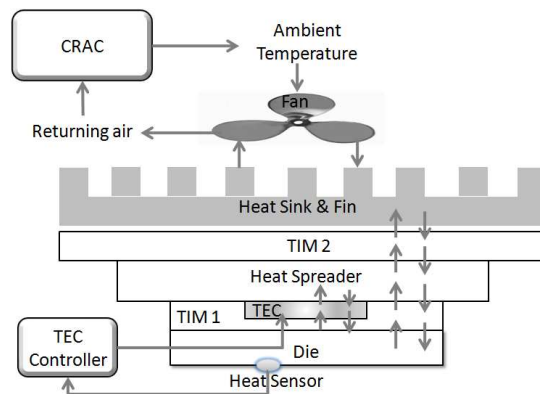 CRAC
Ambient
Temperature
Fan
Returning air
Heat Sink & Fin
TIM 2
Heat Spreader
TEC
TIM 1
TEC
Controller
Die
Heat Sensor